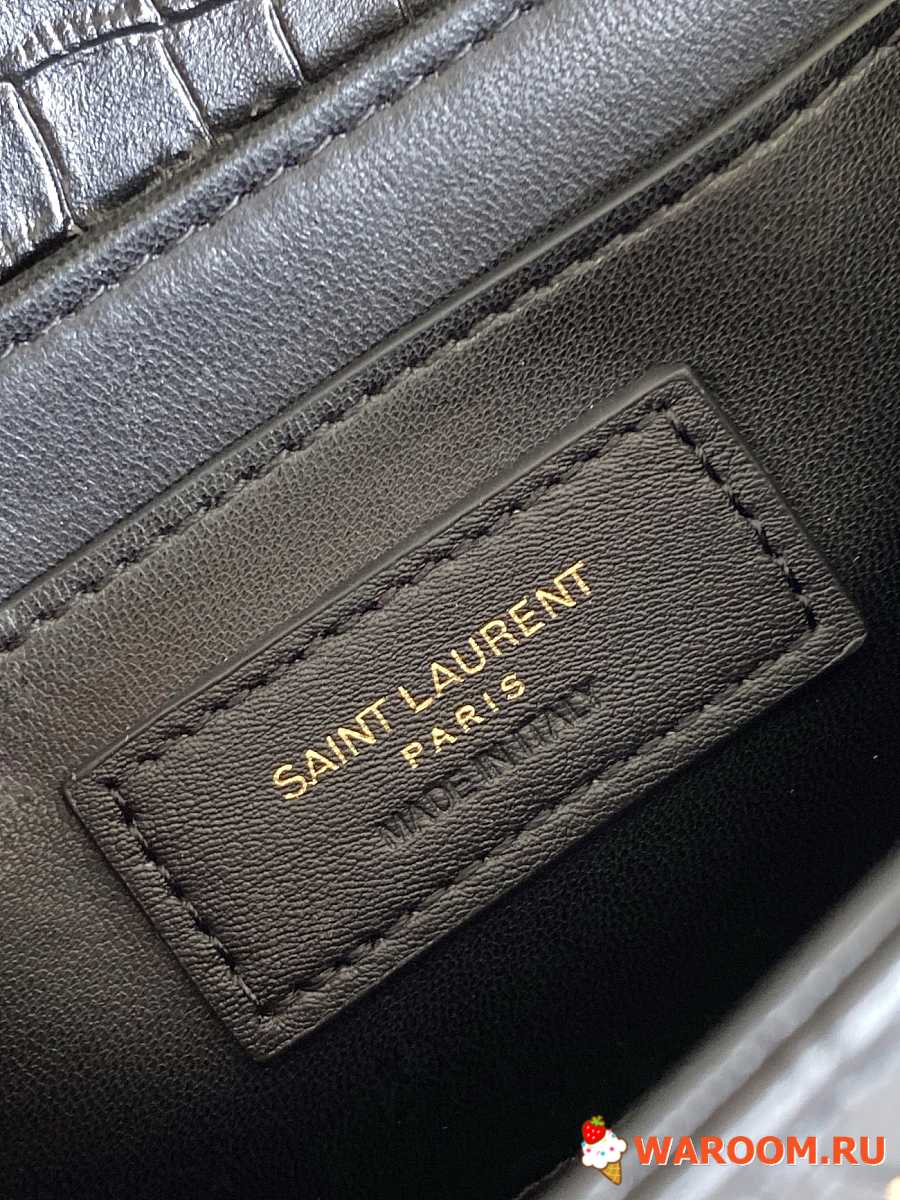 SAINT LAURENT
PARIS
MADE IN ITALY
WAROOM.RU